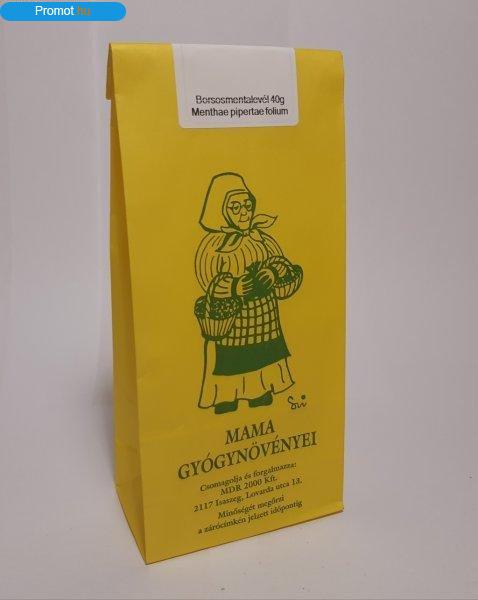 Promot.hu
Borsosmentalevél 40g
Menthae pipertae folium
Svi
MAMA
GYÓGYNÖVÉNYEI
Csomagolja és forgalmazza:
MDR 2000 Kft.
2117 Isaszeg, Lovarda utca 13.
Minőségét megőrzi
a zárócímkén jelzett időpontig